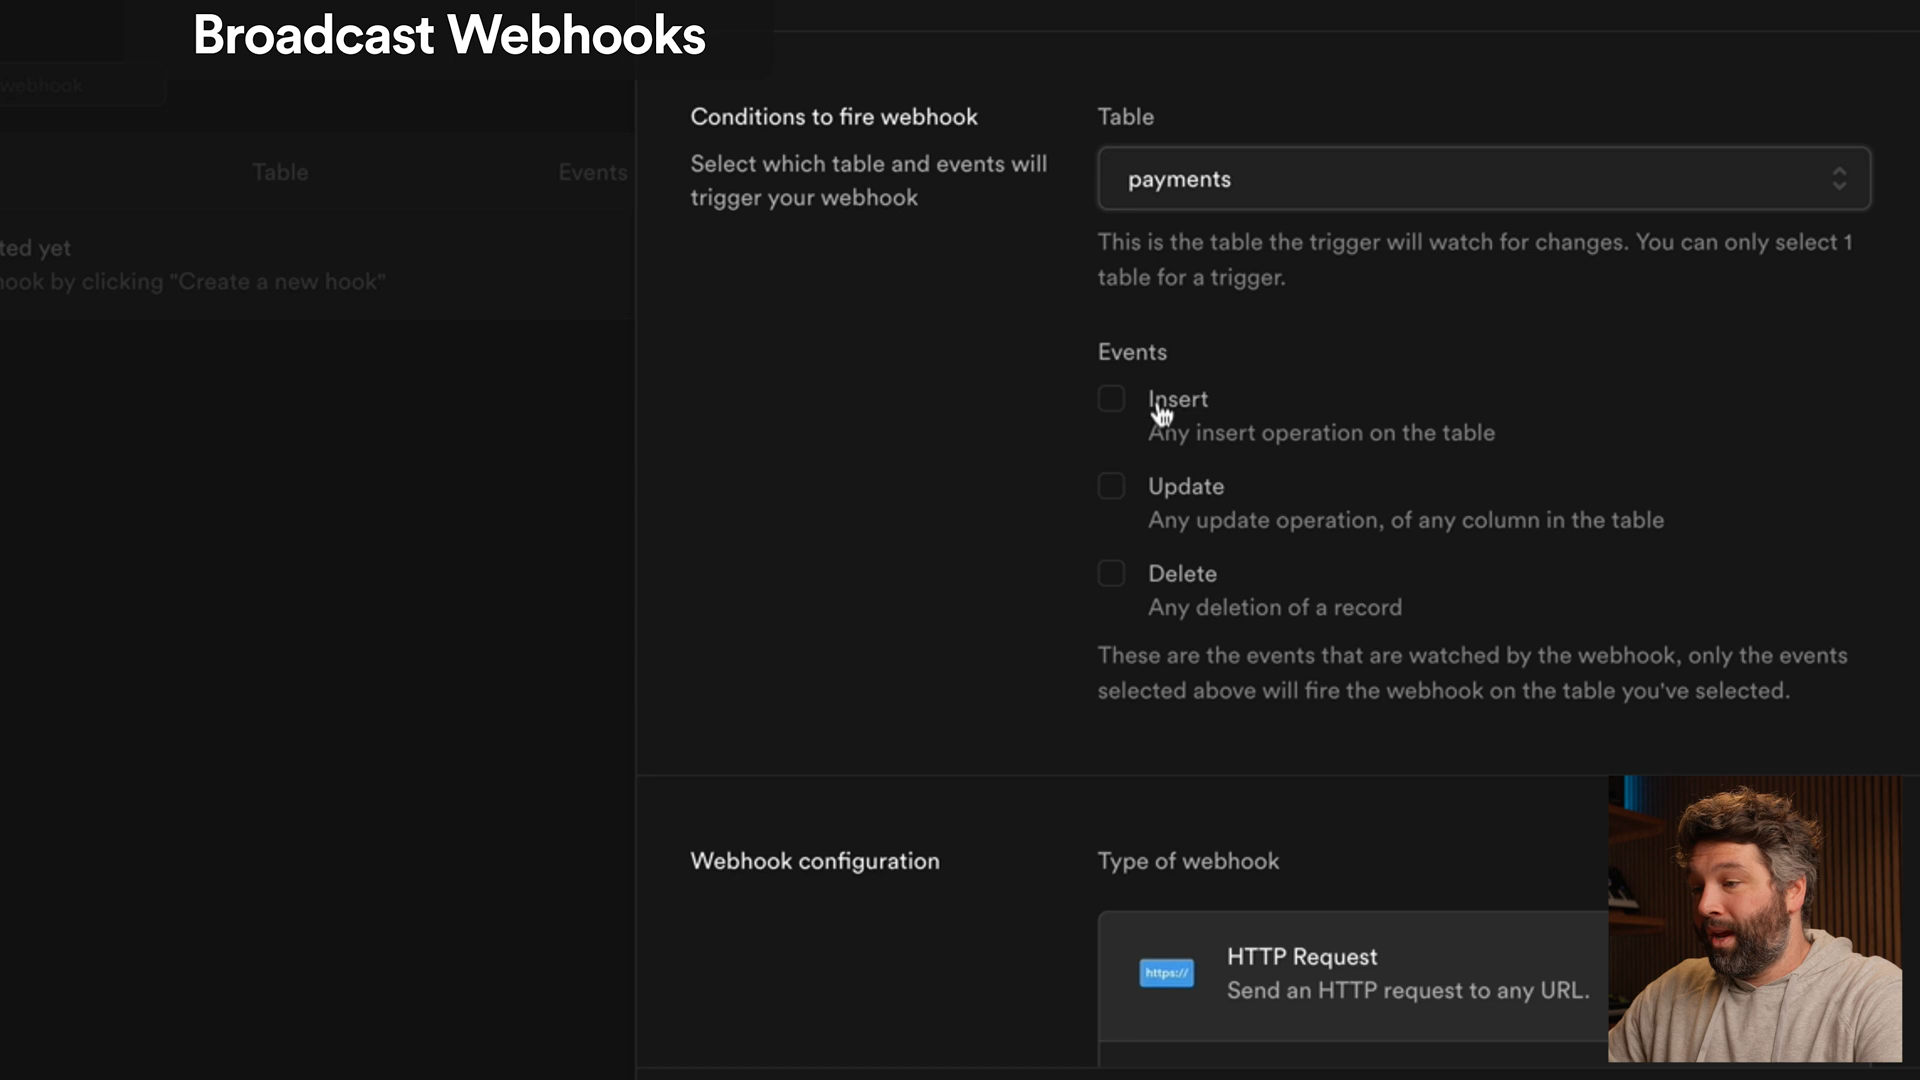 Broadcast Webhooks
webhook
Table
Events
ted yet
hook by clicking "Create a new hook"
Conditions to fire webhook
Select which table and events will
trigger your webhook
Table
payments
This is the table the trigger will watch for changes. You can only select 1
table for a trigger.
Events
Insert
Any insert operation on the table
Update
Any update operation, of any column in the table
Delete
Any deletion of a record
These are the events that are watched by the webhook, only the events
selected above will fire the webhook on the table you've selected.
Webhook configuration
Type of webhook
https://
HTTP Request
Send an HTTP request to any URL.